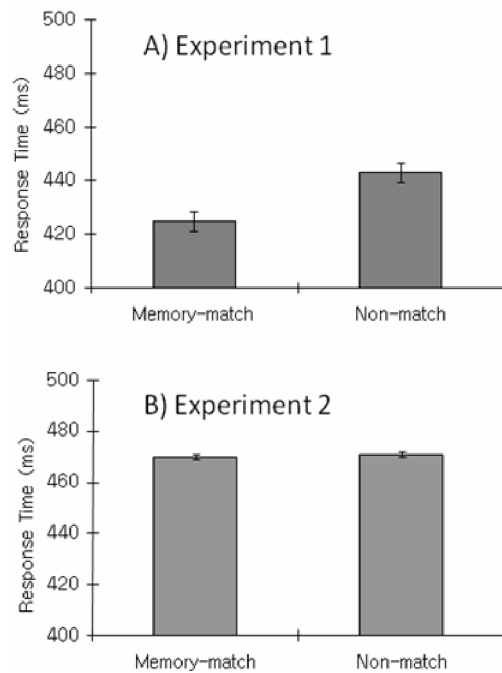 A) Experiment 1
Response Time (ms)
500
480
460
440
420
400
Memory-match Non-match
B) Experiment 2
Response Time (ms)
500
480
460
440
420
400
Memory-match Non-match